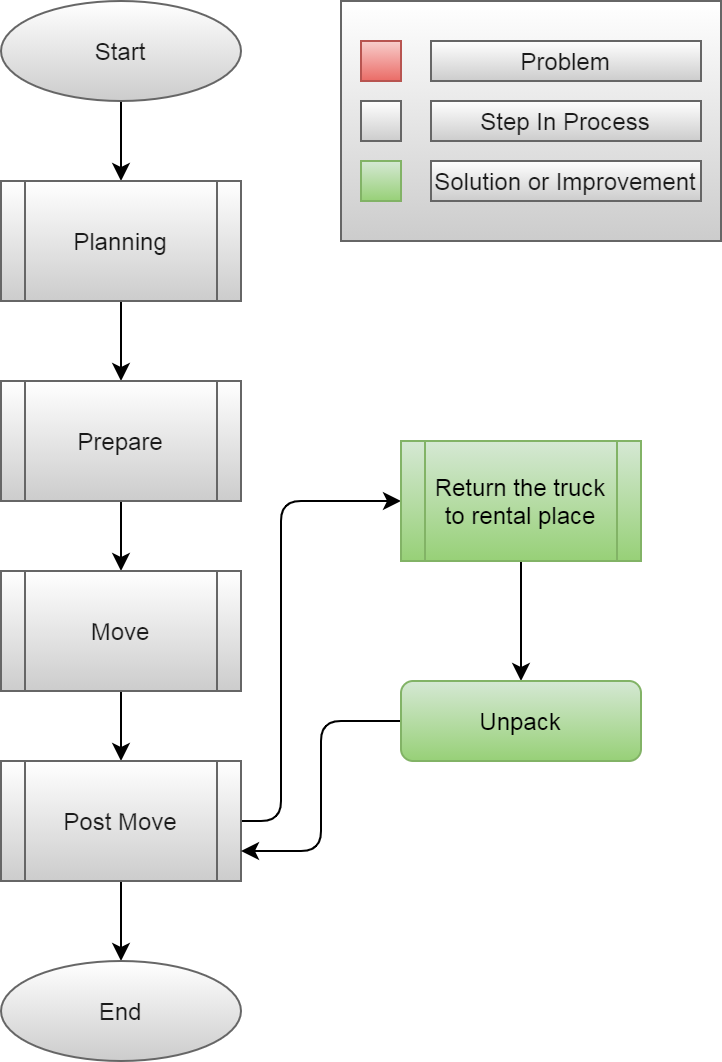 Start
Problem
Step In Process
Solution or Improvement
Planning
Prepare
Return the truck
to rental place
Move
Unpack
Post Move
End